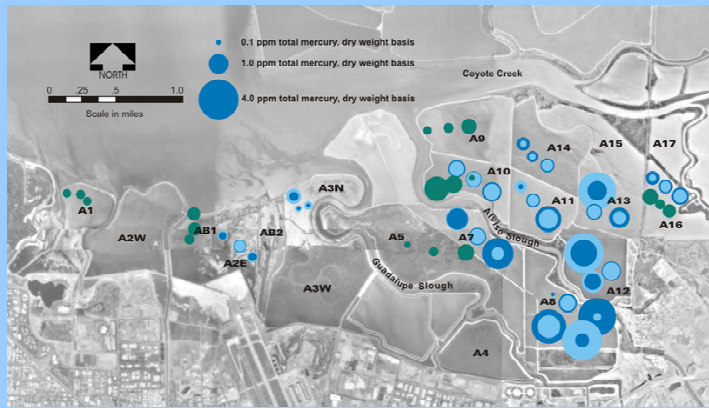 0.1 ppm total mercury, dry weight basis
1.0 ppm total mercury, dry weight basis
4.0 ppm total mercury, dry weight basis
NORTH
0 .25 .5 1.0
Scale in miles
Coyote Creek
A9
A14
A15
A17
A10
A3N
A11
A13
A16
A1
A2W
AB1
AB2
A2E
A5
A7
Alviso Slough
Guadalupe Slough
A3W
A12
A8
A4